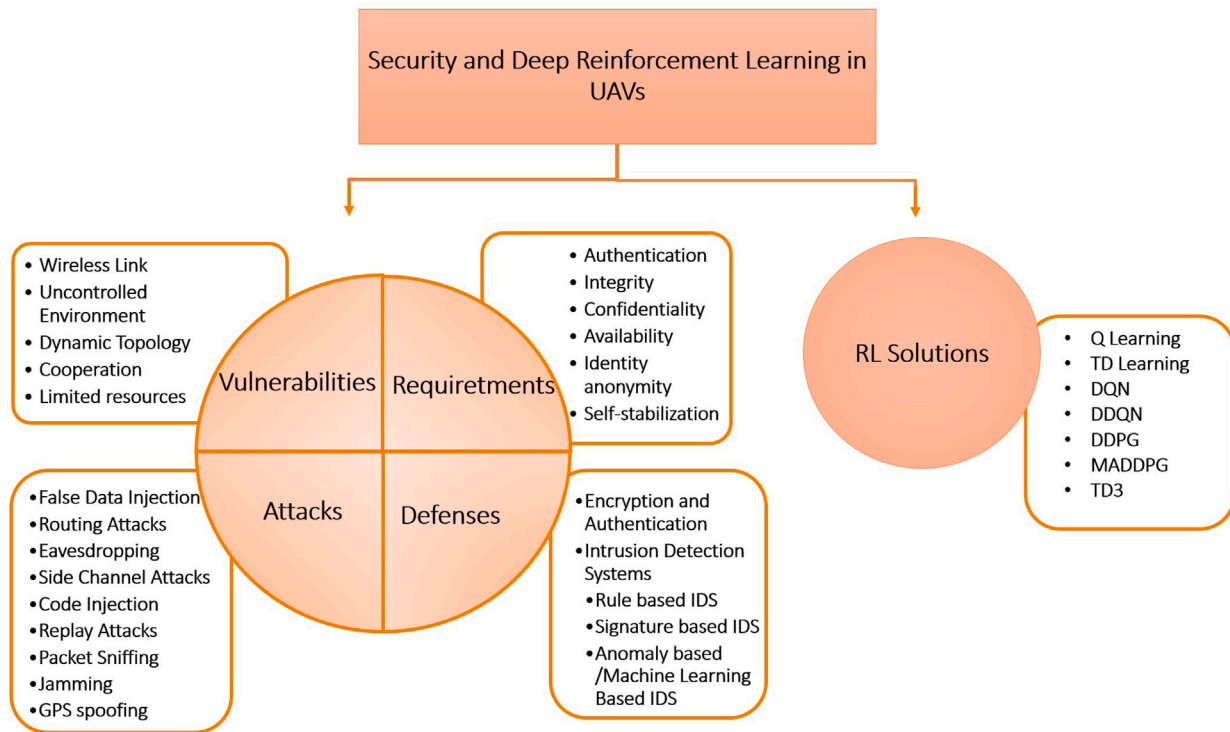 Security and Deep Reinforcement Learning in
UAVs
• Wireless Link
• Uncontrolled
Environment
• Dynamic Topology
• Cooperation
• Limited resources
• Authentication
• Integrity
• Confidentiality
• Availability
• Identity
anonymity
• Self-stabilization
Vulnerabilities
Requiretments
Attacks
Defenses
•False Data Injection
•Routing Attacks
•Eavesdropping
•Side Channel Attacks
•Code Injection
•Replay Attacks
•Packet Sniffing
•Jamming
•GPS spoofing
•Encryption and
Authentication
•Intrusion Detection
Systems
•Rule based IDS
•Signature based IDS
•Anomaly based
/Machine Learning
Based IDS
RL Solutions
• Q Learning
• TD Learning
• DQN
• DDQN
• DDPG
• MADDPG
• TD3